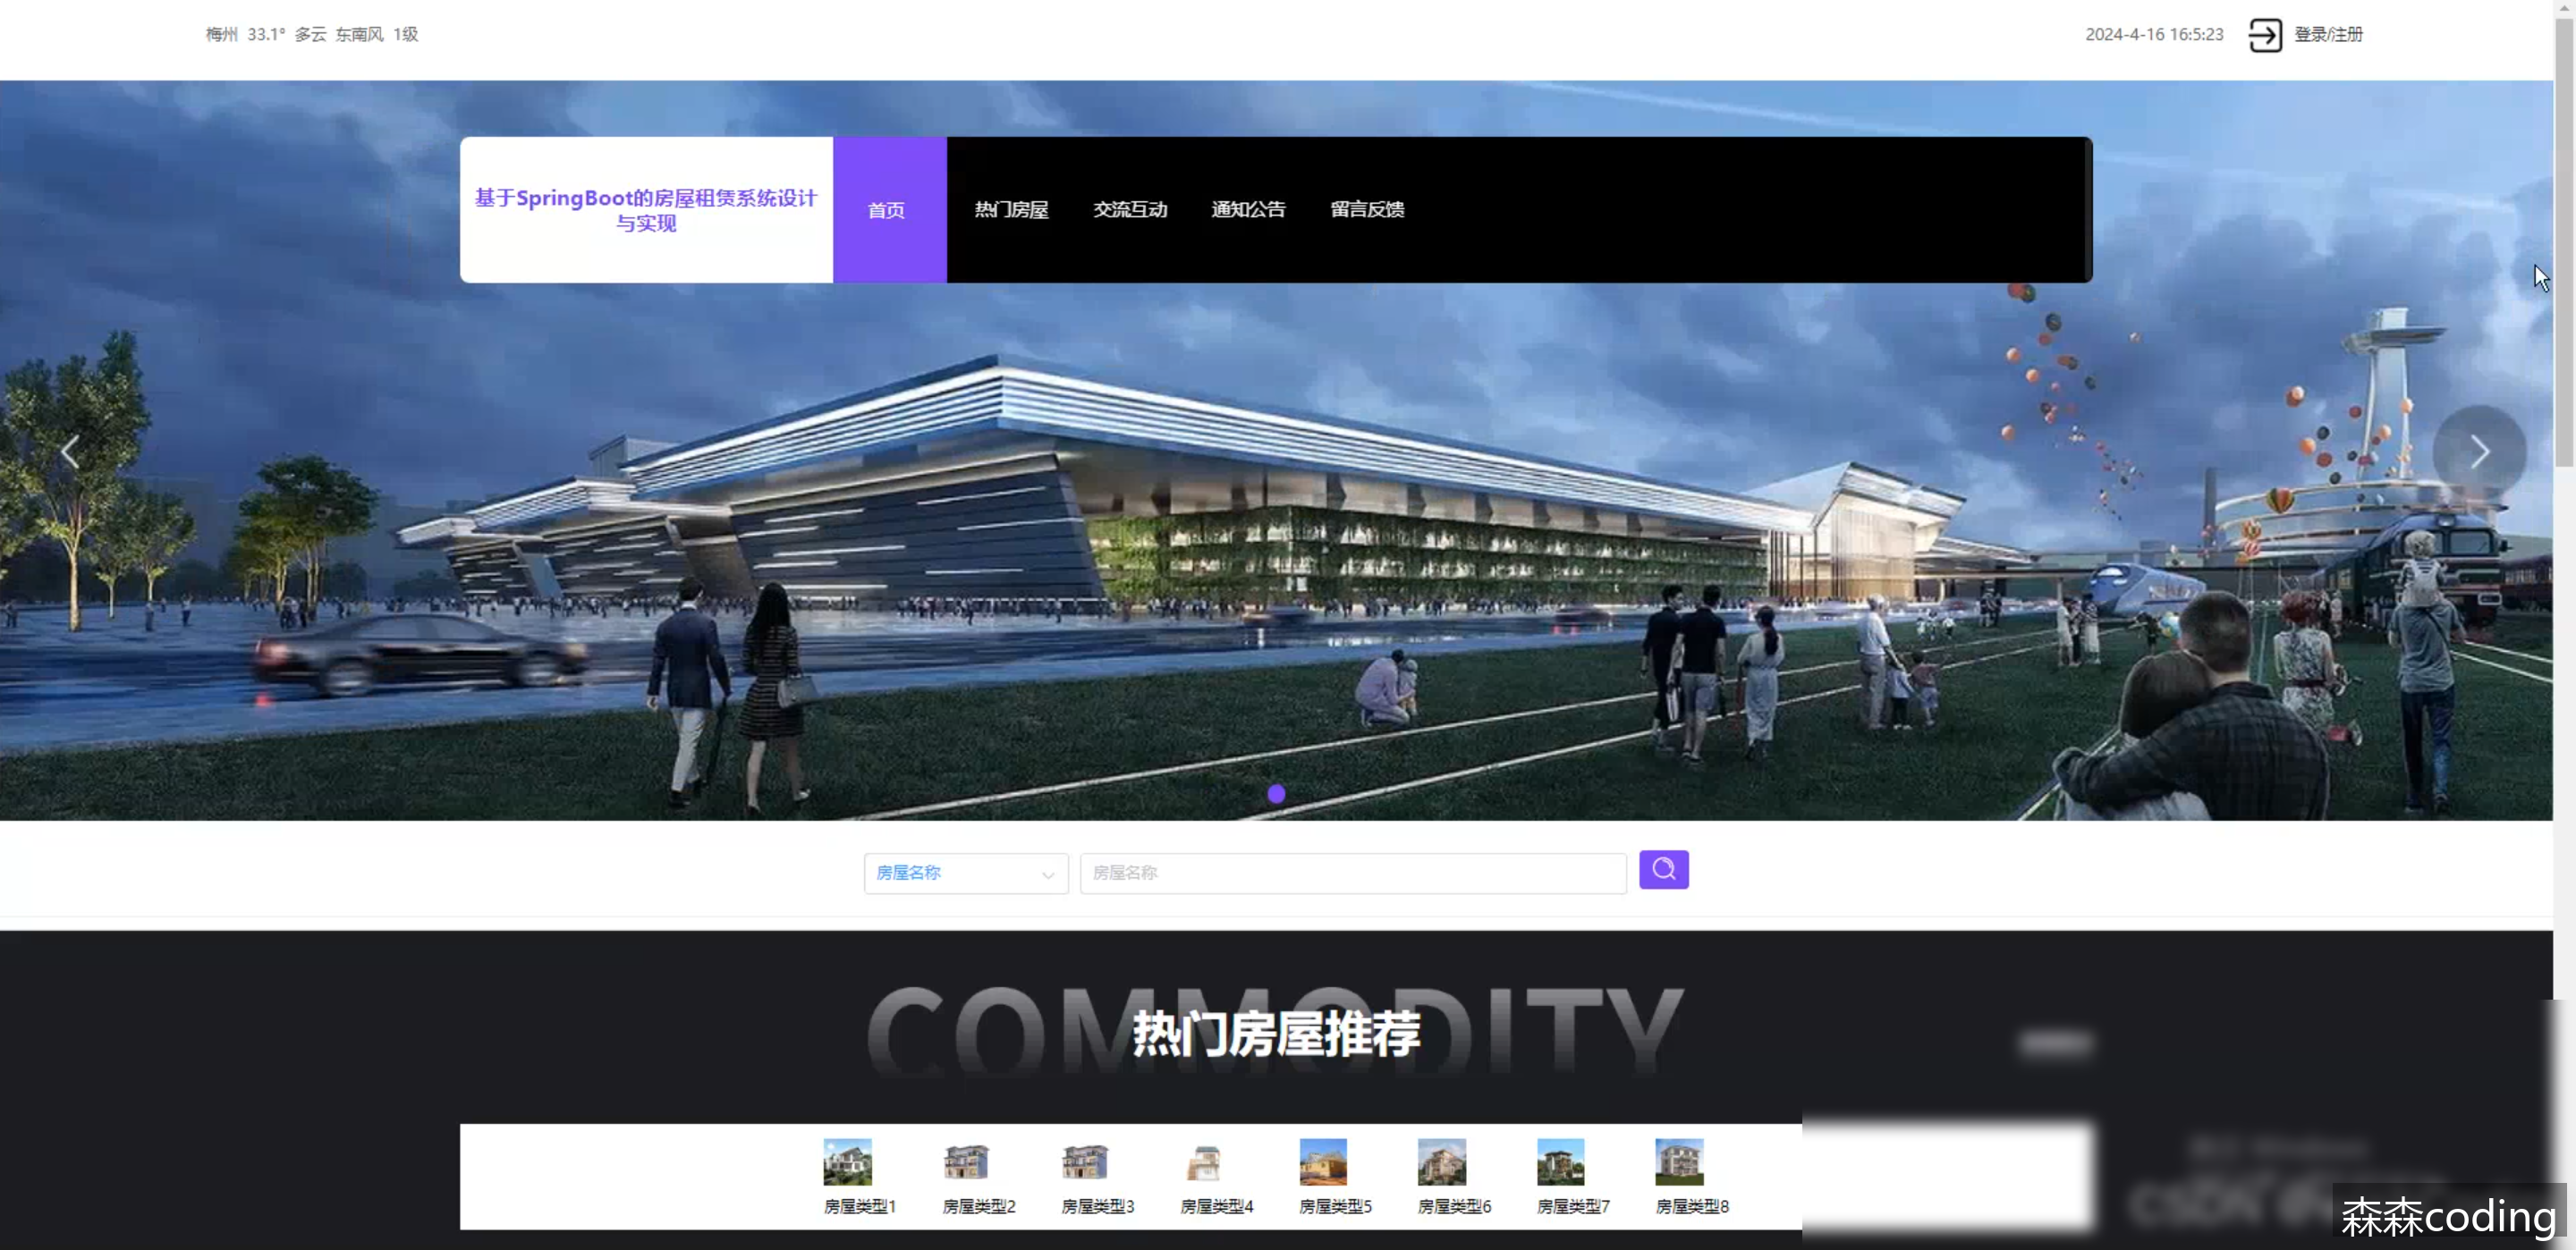 梅州 33.1° 多云 东南风 1级
2024-4-16 16:5:23
登录/注册
基于SpringBoot的房屋租赁系统设计
与实现
首页
热门房屋
交流互动
通知公告
留言反馈
房屋名称
房屋名称
COMMODITY
热门房屋推荐
房屋类型1
房屋类型2
房屋类型3
房屋类型4
房屋类型5
房屋类型6
房屋类型7
房屋类型8
森森coding